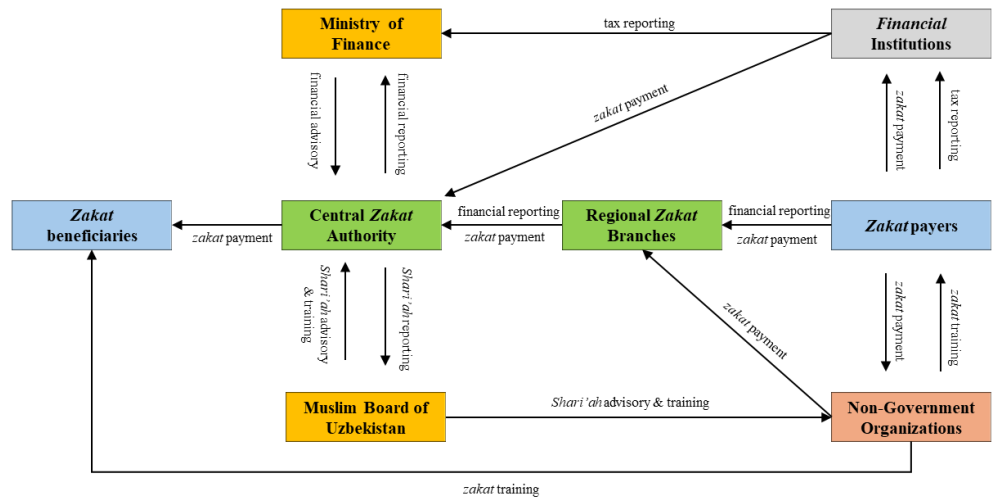 Ministry of
Finance
tax reporting
Financial
Institutions
financial advisory
financial reporting
zakat payment
zakat payment
tax reporting
Zakat
beneficiaries
zakat payment
Central Zakat
Authority
financial reporting
zakat payment
Regional Zakat
Branches
financial reporting
zakat payment
Zakat payers
Shari'ah advisory
& training
Shari'ah reporting
zakat payment
zakat payment
zakat training
Muslim Board of
Uzbekistan
Shari'ah advisory & training
Non-Government
Organizations
zakat training